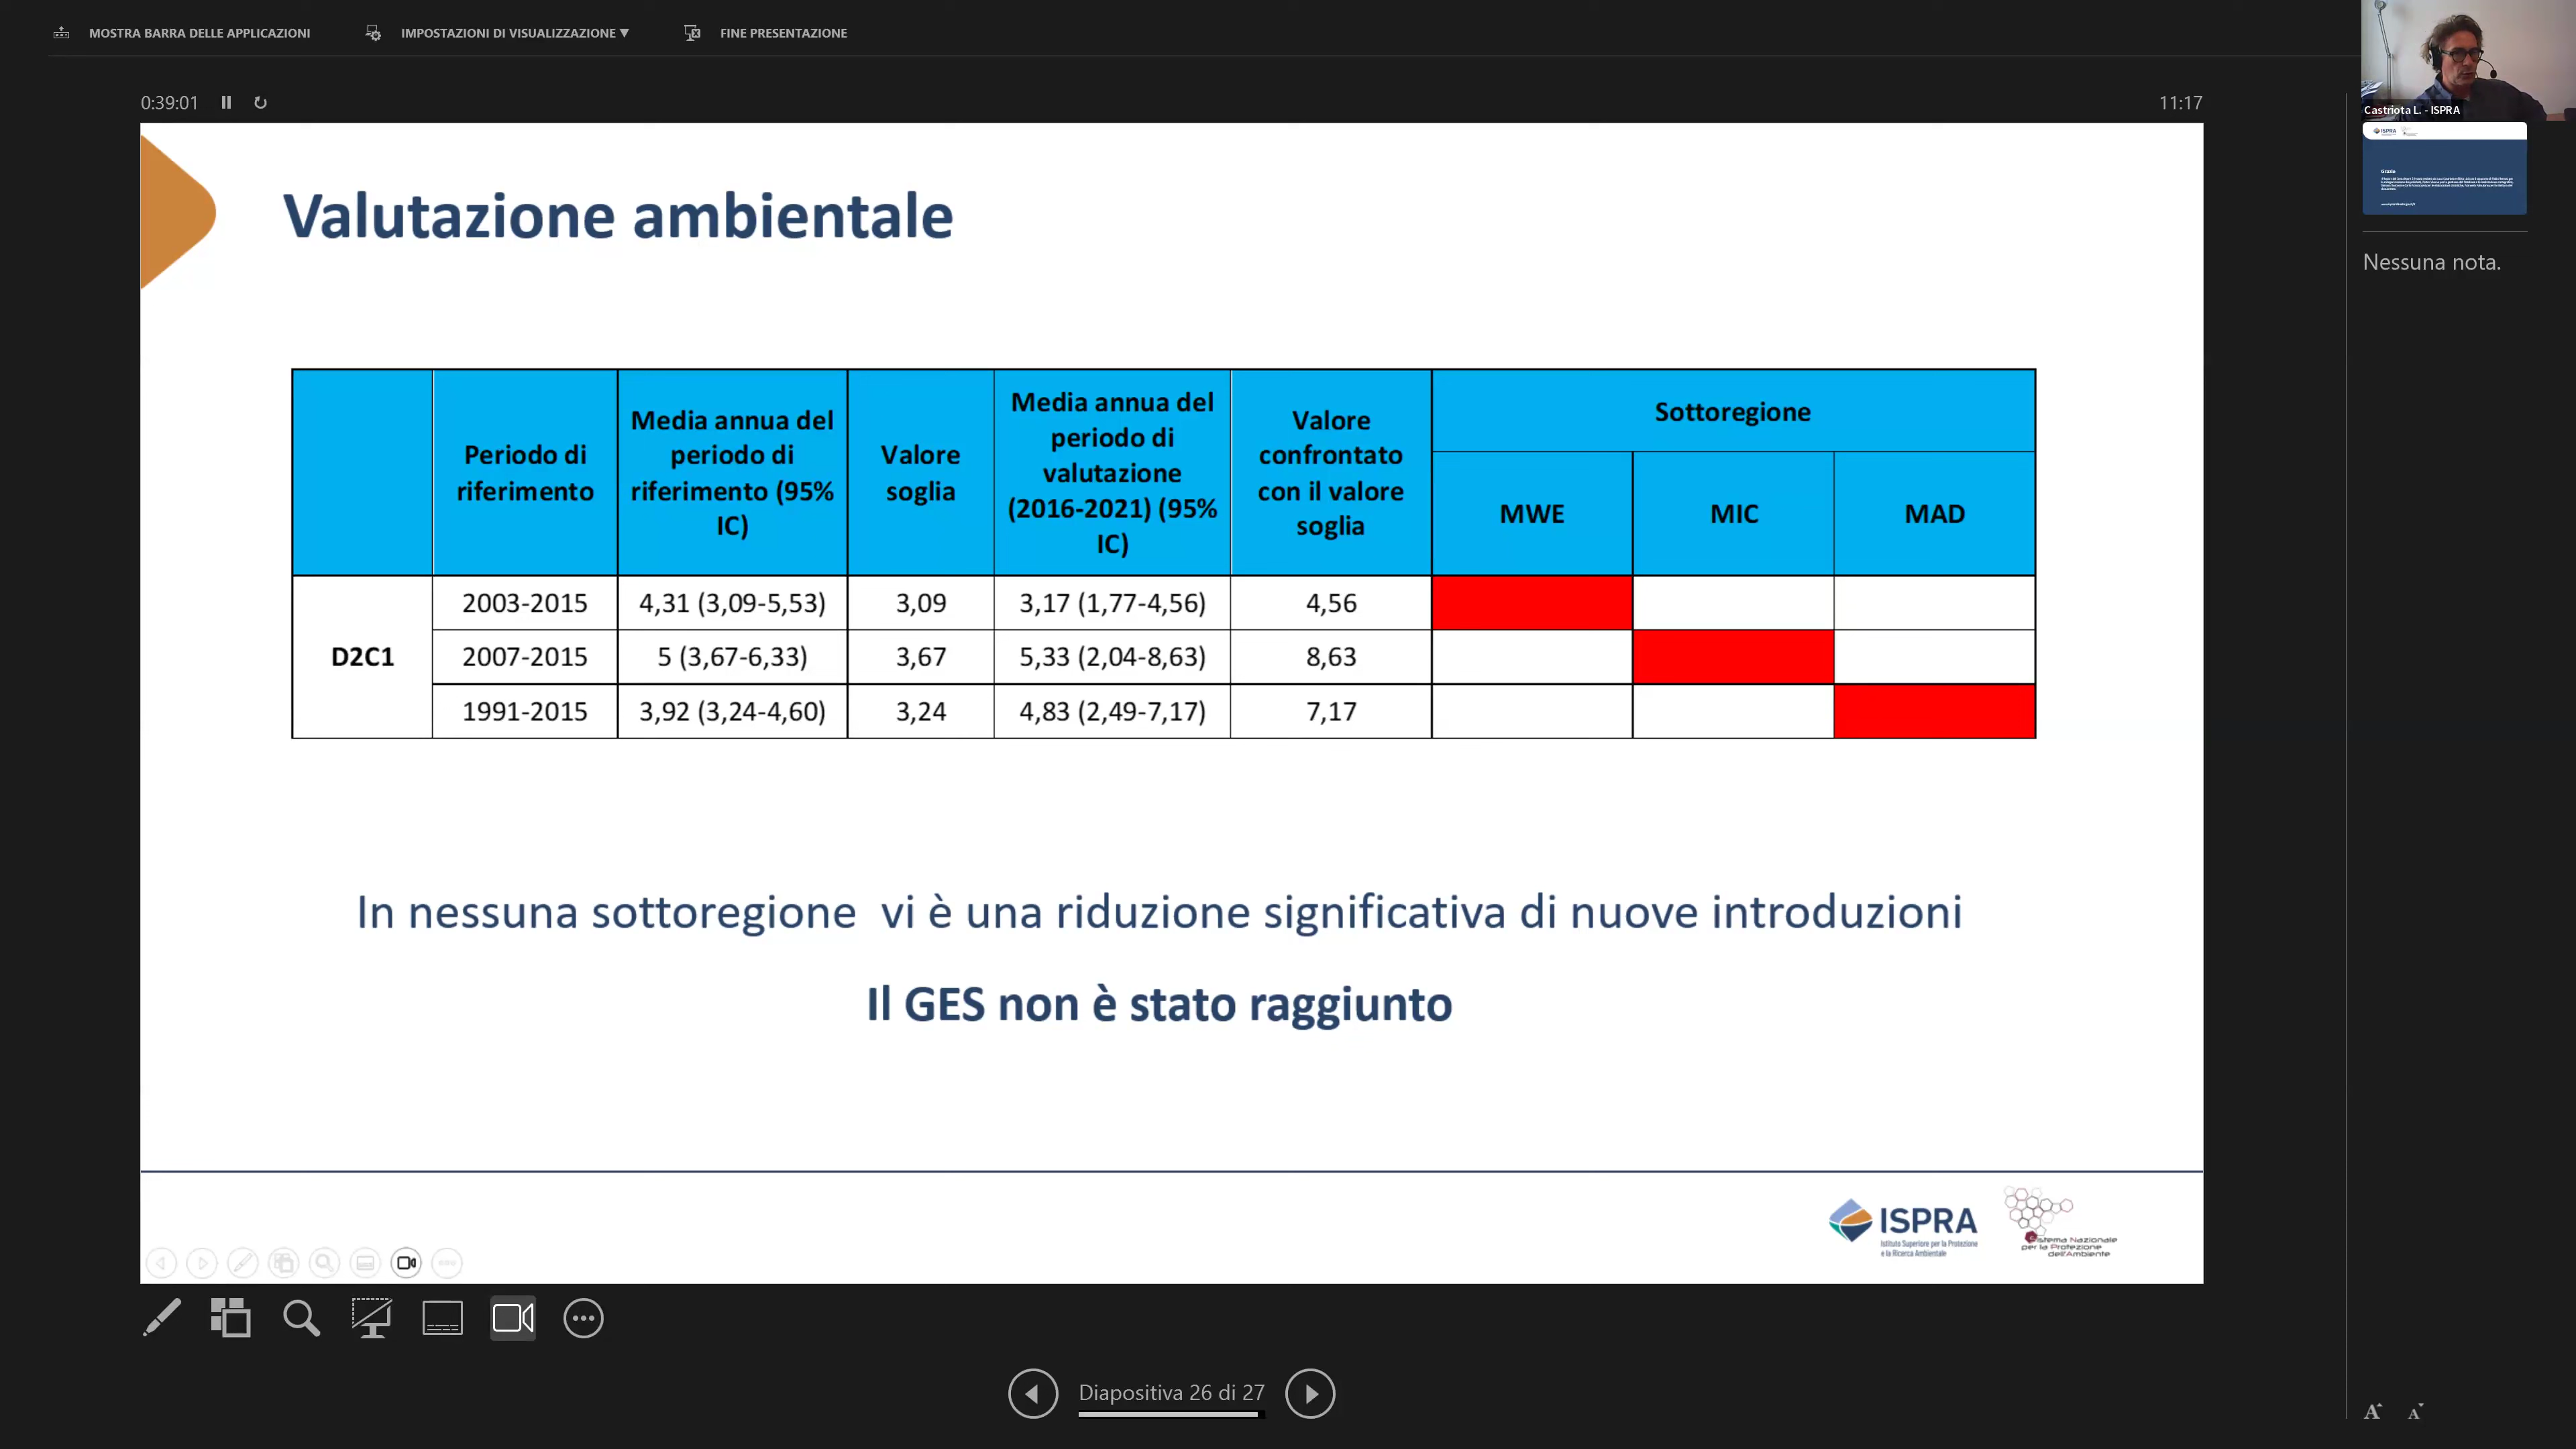 MOSTRA BARRA DELLE APPLICAZIONI
IMPOSTAZIONI DI VISUALIZZAZIONE ▼
FINE PRESENTAZIONE
0:39:01
11:17
Castriota L. - ISPRA
ISPRA
Grazie
Nessuna nota.
Valutazione ambientale
Periodo di
riferimento
Media annua del
periodo di
riferimento (95%
IC)
Valore
soglia
Media annua del
periodo di
valutazione
(2016-2021) (95%
IC)
Valore
confrontato
con il valore
soglia
Sottoregione
MWE
MIC
MAD
D2C1
2003-2015 4,31 (3,09-5,53) 3,09 3,17 (1,77-4,56) 4,56
2007-2015 5 (3,67-6,33) 3,67 5,33 (2,04-8,63) 8,63
1991-2015 3,92 (3,24-4,60) 3,24 4,83 (2,49-7,17) 7,17
In nessuna sottoregione vi è una riduzione significativa di nuove introduzioni
Il GES non è stato raggiunto
ISPRA
Istituto Superiore per la Protezione
e la Ricerca Ambientale
Sistema Nazionale
per la Protezione
dell'Ambiente
Diapositiva 26 di 27
A A